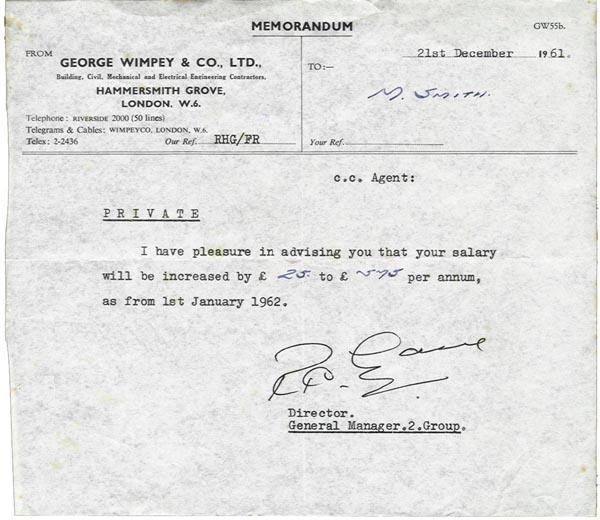 MEMORANDUM
GW55b.
FROM
GEORGE WIMPEY & CO., LTD.,
Building, Civil, Mechanical and Electrical Engineering Contractors,
HAMMERSMITH GROVE,
LONDON. W.6.
Telephone : RIVERSIDE 2000 (50 lines)
Telegrams & Cables: WIMPEYCO, LONDON, W.6.
Telex: 2-2436 Our Ref. RHG/FR
21st December 1961.
TO:—
M. SMITH.
Your Ref.
c.c. Agent:
PRIVATE
I have pleasure in advising you that your salary
will be increased by £ 25. to £ 575 per annum,
as from 1st January 1962.
Director.
General Manager.2.Group.